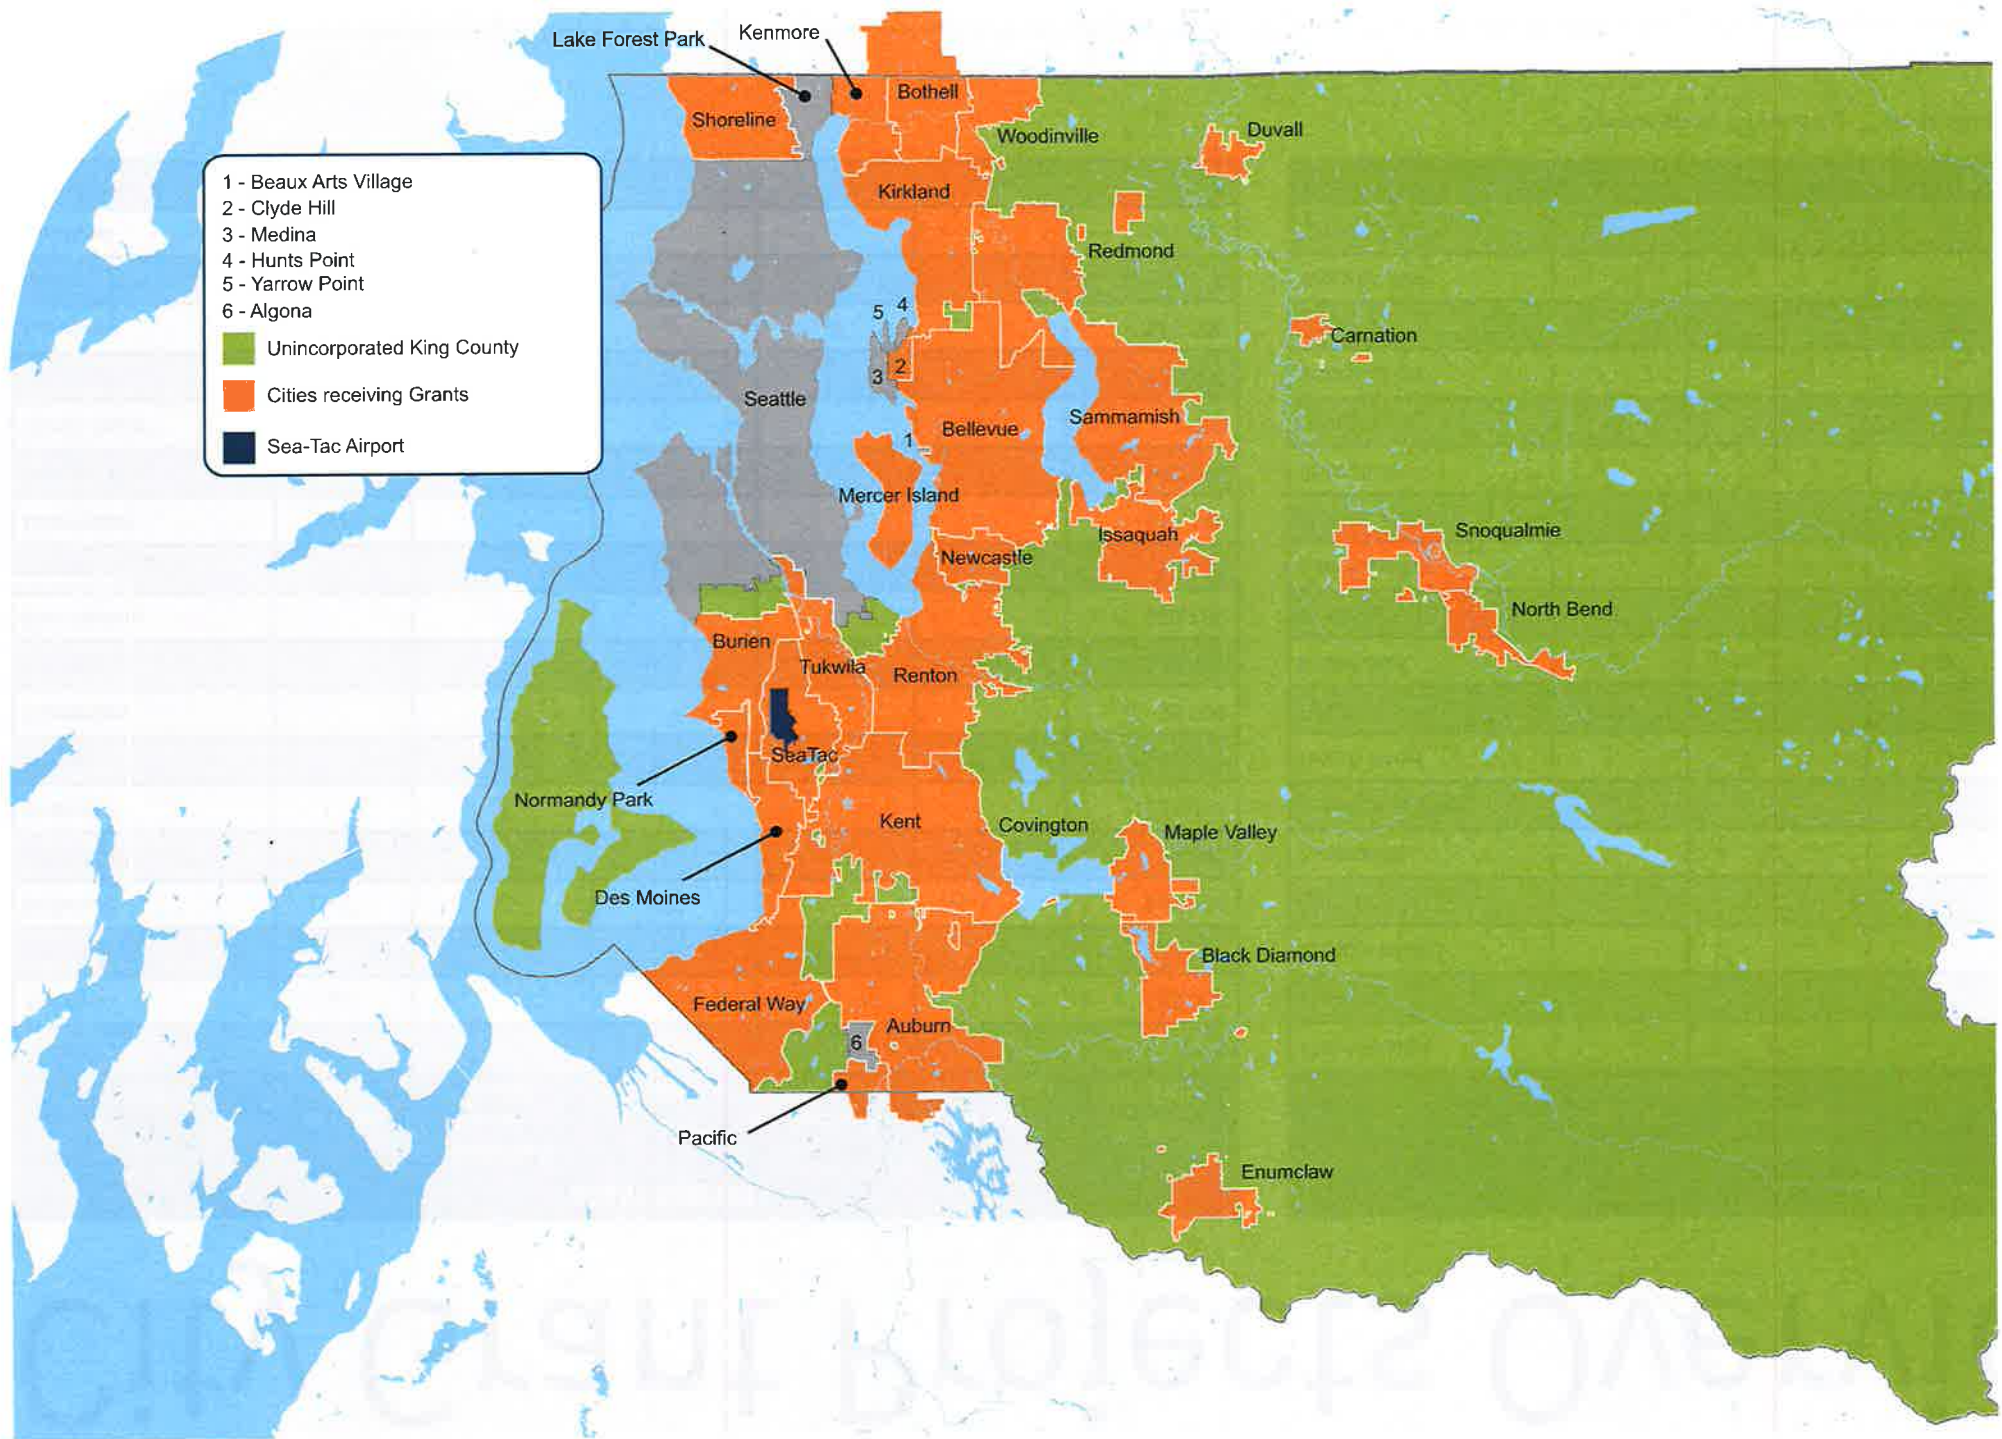 Lake Forest Park
Kenmore
Bothell
Shoreline
Woodinville
Duvall
Kirkland
Redmond
1 - Beaux Arts Village
2 - Clyde Hill
3 - Medina
4 - Hunts Point
5 - Yarrow Point
6 - Algona
Unincorporated King County
Cities receiving Grants
Sea-Tac Airport
5
4
Carnation
2
3
Seattle
Sammamish
Bellevue
1
Mercer Island
Issaquah
Snoqualmie
Newcastle
North Bend
Burien
Tukwila
Renton
SeaTac
Normandy Park
Kent
Covington
Maple Valley
Des Moines
Black Diamond
Federal Way
Auburn
6
Pacific
Enumclaw